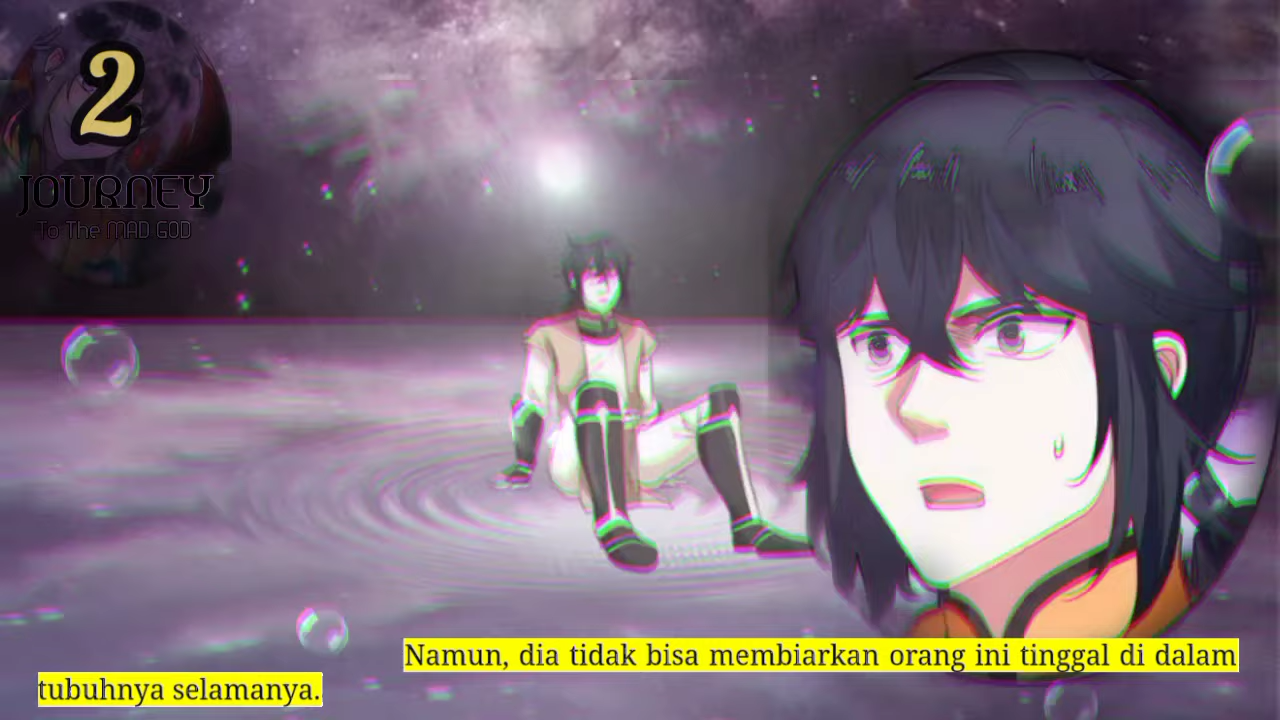 2
JOURNEY
To The MAD GOD
Namun, dia tidak bisa membiarkan orang ini tinggal di dalam
tubuhnya selamanya.